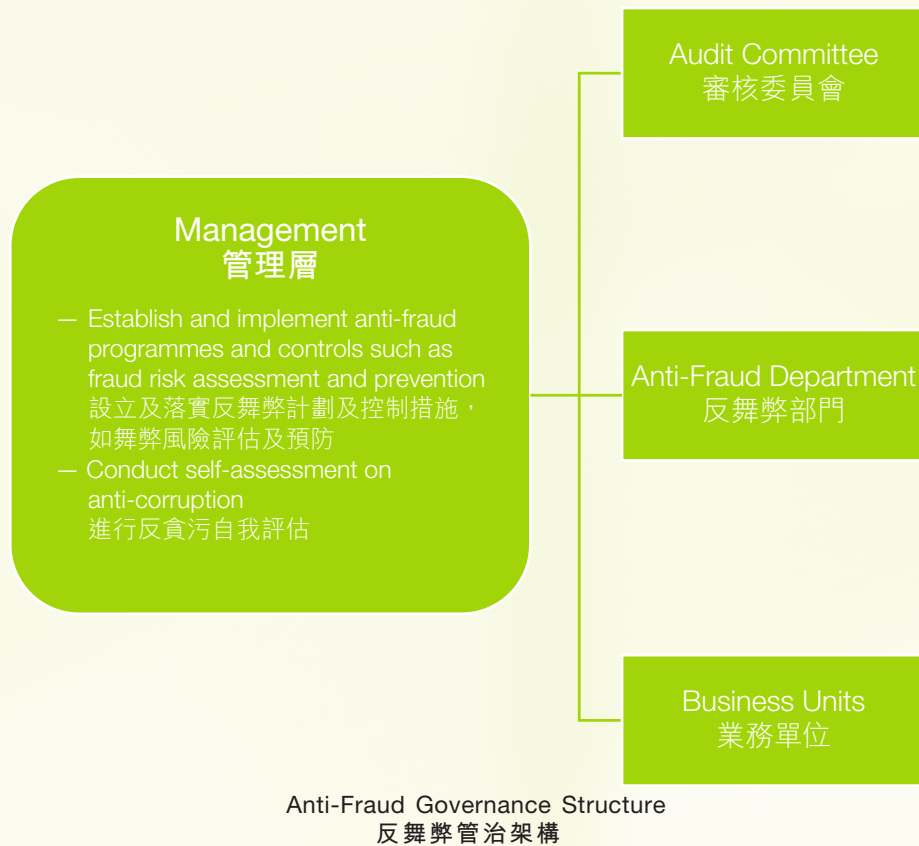 Management
管理層
— Establish and implement anti-fraud
programmes and controls such as
fraud risk assessment and prevention
設立及落實反舞弊計劃及控制措施，
如舞弊風險評估及預防
— Conduct self-assessment on
anti-corruption
進行反貪污自我評估
Audit Committee
審核委員會
Anti-Fraud Department
反舞弊部門
Business Units
業務單位
Anti-Fraud Governance Structure
反舞弊管治架構